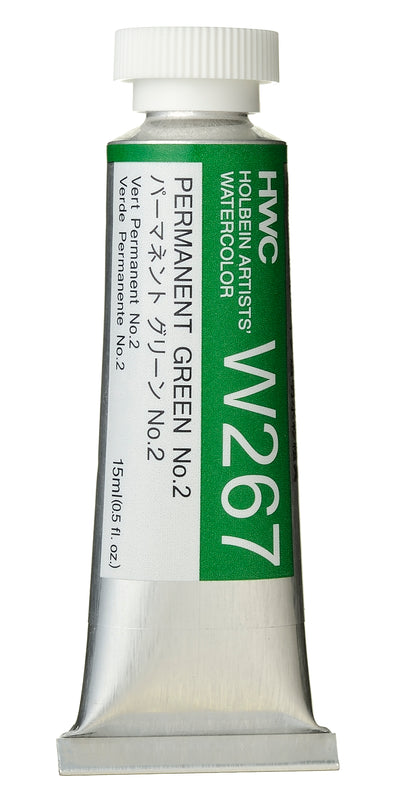 HWC
HOLBEIN ARTISTS'
WATERCOLOR
W267
PERMANENT GREEN No.2
パーマネント グリーン No.2
Vert Permanent No.2
Verde Permanente No.2
15ml(0.5 fl. oz.)